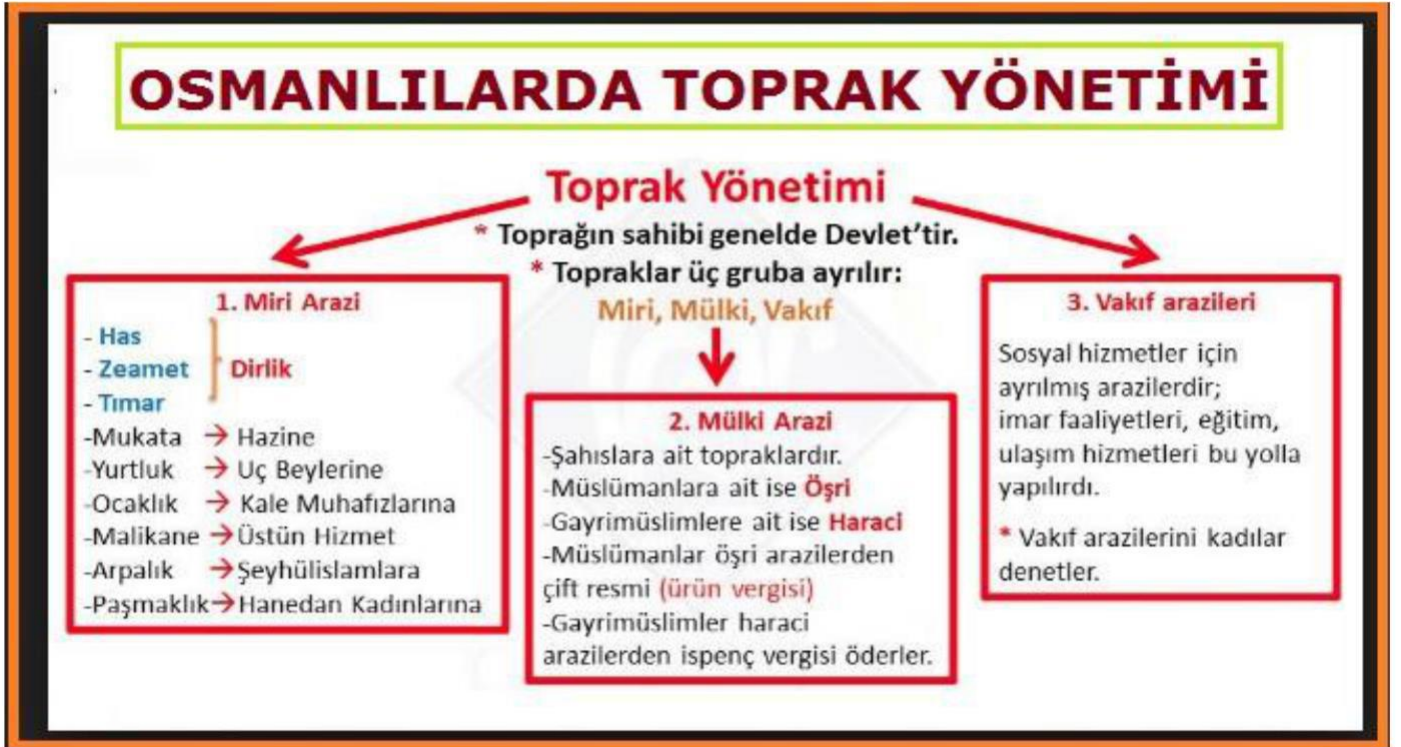 OSMANLILARDA TOPRAK YÖNETİMİ
Toprak Yönetimi
* Toprağın sahibi genelde Devlet’tir.
* Topraklar üç gruba ayrılır:
Miri, Mülki, Vakıf
1. Miri Arazi
- Has
- Zeamet
- Tımar
Dirlik
-Mukata → Hazine
-Yurtluk → Uç Beylerine
-Ocaklık → Kale Muhafızlarına
-Malikane → Üstün Hizmet
-Arpalık → Şeyhülislamlara
-Paşmaklık → Hanedan Kadınlarına
2. Mülki Arazi
-Şahıslara ait topraklardır.
-Müslümanlara ait ise Öşri
-Gayrimüslimlere ait ise Haraci
-Müslümanlar öşri arazilerden
çift resmi (ürün vergisi)
-Gayrimüslimler haraci
arazilerden ispenç vergisi öderler.
3. Vakıf arazileri
Sosyal hizmetler için
ayrılmış arazilerdir;
imar faaliyetleri, eğitim,
ulaşım hizmetleri bu yolla
yapılırdı.
* Vakıf arazilerini kadılar
denetler.